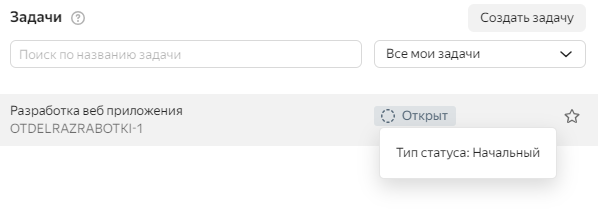 Задачи ?
Создать задачу
Поиск по названию задачи
Все мои задачи
Разработка веб приложения
OTDELRAZRABOTKI-1
Открыт
Тип статуса: Начальный